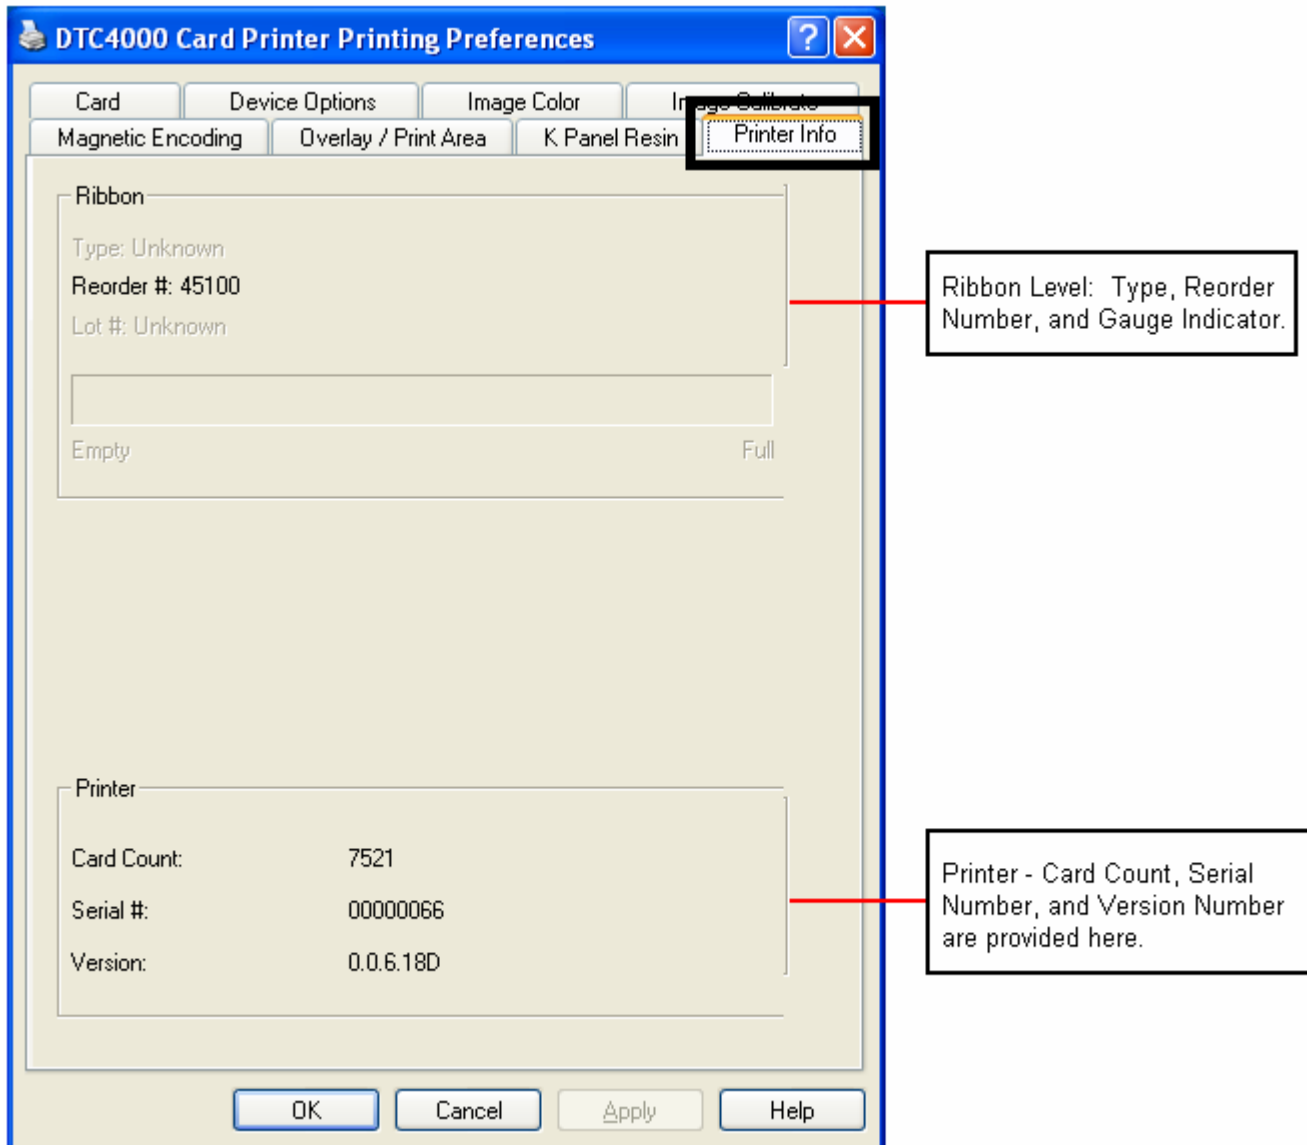 DTC4000 Card Printer Printing Preferences
Card
Device Options
Image Color
Image Calibrate
Magnetic Encoding
Overlay / Print Area
K Panel Resin
Printer Info
Ribbon
Type: Unknown
Reorder #: 45100
Lot #: Unknown
Empty
Full
Ribbon Level: Type, Reorder
Number, and Gauge Indicator.
Printer
Card Count: 7521
Serial #: 00000066
Version: 0.0.6.18D
Printer - Card Count, Serial
Number, and Version Number
are provided here.
OK
Cancel
Apply
Help